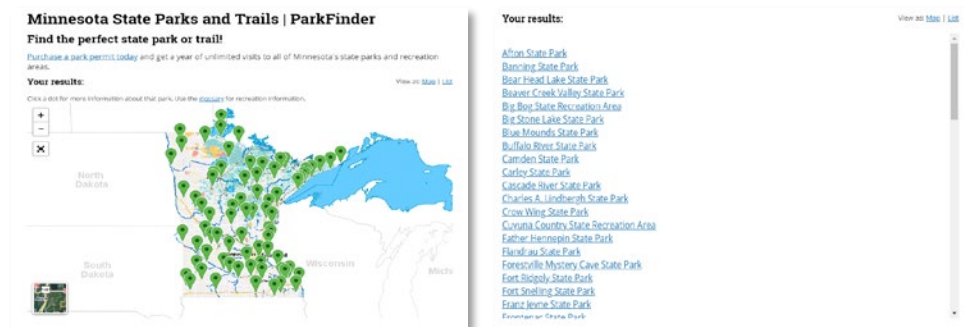 Minnesota State Parks and Trails | ParkFinder
Find the perfect state park or trail!
Purchase a park permit today and get a year of unlimited visits to all of Minnesota's state parks and recreation
areas.
Your results:
View as: Map | List
Click a dot for more information about that park. Use the glossary for recreation information.
+
−
North
Dakota
South
Dakota
Wisconsin
Mich
Your results:
View as: Map | List
Afton State Park
Banning State Park
Bear Head Lake State Park
Beaver Creek Valley State Park
Big Bog State Recreation Area
Big Stone Lake State Park
Blue Mounds State Park
Buffalo River State Park
Camden State Park
Carley State Park
Cascade River State Park
Charles A. Lindbergh State Park
Crow Wing State Park
Cuyuna Country State Recreation Area
Father Hennepin State Park
Flandrau State Park
Forestville Mystery Cave State Park
Fort Ridgely State Park
Fort Snelling State Park
Franz Jevne State Park
Frontenac State Park